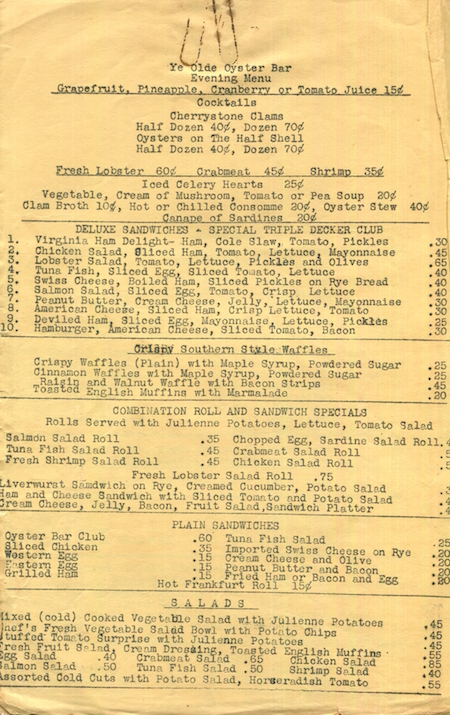 Ye Olde Oyster Bar
Evening Menu
Grapefruit, Pineapple, Cranberry or Tomato Juice 15¢
Cocktails
Cherrystone Clams
Half Dozen 40¢, Dozen 70¢
Oysters on The Half Shell
Half Dozen 40¢, Dozen 70¢
Fresh Lobster 60¢ Crabmeat 45¢ Shrimp 35¢
Iced Celery Hearts 25¢
Vegetable, Cream of Mushroom, Tomato or Pea Soup 20¢
Clam Broth 10¢, Hot or Chilled Consomme 20¢, Oyster Stew 40¢
Canape of Sardines 20¢
DELUXE SANDWICHES - SPECIAL TRIPLE DECKER CLUB
1. Virginia Ham Delight- Ham, Cole Slaw, Tomato, Pickles .30
2. Chicken Salad, Sliced Ham, Tomato, Lettuce, Mayonnaise .45
3. Lobster Salad, Tomato, Lettuce, Pickles and Olives .65
4. Tuna Fish, Sliced Egg, Sliced Tomato, Lettuce .40
5. Swiss Cheese, Boiled Ham, Sliced Pickles on Rye Bread .40
6. Salmon Salad, Sliced Egg, Tomato, Crisp Lettuce .40
7. Peanut Butter, Cream Cheese, Jelly, Lettuce, Mayonnaise .30
8. American Cheese, Sliced Ham, Crisp Lettuce, Tomato .30
9. Deviled Ham, Sliced Egg, Mayonnaise, Lettuce, Pickles .25
10. Hamburger, American Cheese, Sliced Tomato, Bacon .30
Crispy Southern Style Waffles
Crispy Waffles (Plain) with Maple Syrup, Powdered Sugar .25
Cinnamon Waffles with Maple Syrup, Powdered Sugar .25
Raisin and Walnut Waffle with Bacon Strips .45
Toasted English Muffins with Marmalade .20
COMBINATION ROLL AND SANDWICH SPECIALS
Rolls Served with Julienne Potatoes, Lettuce, Tomato Salad
Salmon Salad Roll .35 Chopped Egg, Sardine Salad Roll
Tuna Fish Salad Roll .45 Crabmeat Salad Roll
Fresh Shrimp Salad Roll .45 Chicken Salad Roll
Fresh Lobster Salad Roll .75
Liverwurst Samdwch on Rye, Creamed Cucumber, Potato Salad
Ham and Cheese Sandwich with Sliced Tomato and Potato Salad
Cream Cheese, Jelly, Bacon, Fruit Salad,Sandwich Platter
PLAIN SANDWICHES
Oyster Bar Club .60 Tuna Fish Salad .25
Sliced Chicken .35 Imported Swiss Cheese on Rye .20
Western Egg .15 Cream Cheese and Olive .20
Eastern Egg .15 Peanut Butter and Bacon .20
Grilled Ham .15 Fried Ham or Bacon and Egg .20
Hot Frankfurt Roll 15¢
S A L A D S
Mixed (cold) Cooked Vegetable Salad with Julienne Potatoes .45
Chef's Fresh Vegetable Salad Bowl with Potato Chips .45
Stuffed Tomato Surprise with Julienne Potatoes .45
Fresh Fruit Salad, Cream Dressing, Toasted English Muffins .55
Egg Salad .40 Crabmeat Salad .65 Chicken Salad .85
Salmon Salad .50 Tuna Fish Salad .50 Shrimp Salad .40
Assorted Cold Cuts with Potato Salad, Horseradish Tomato .55